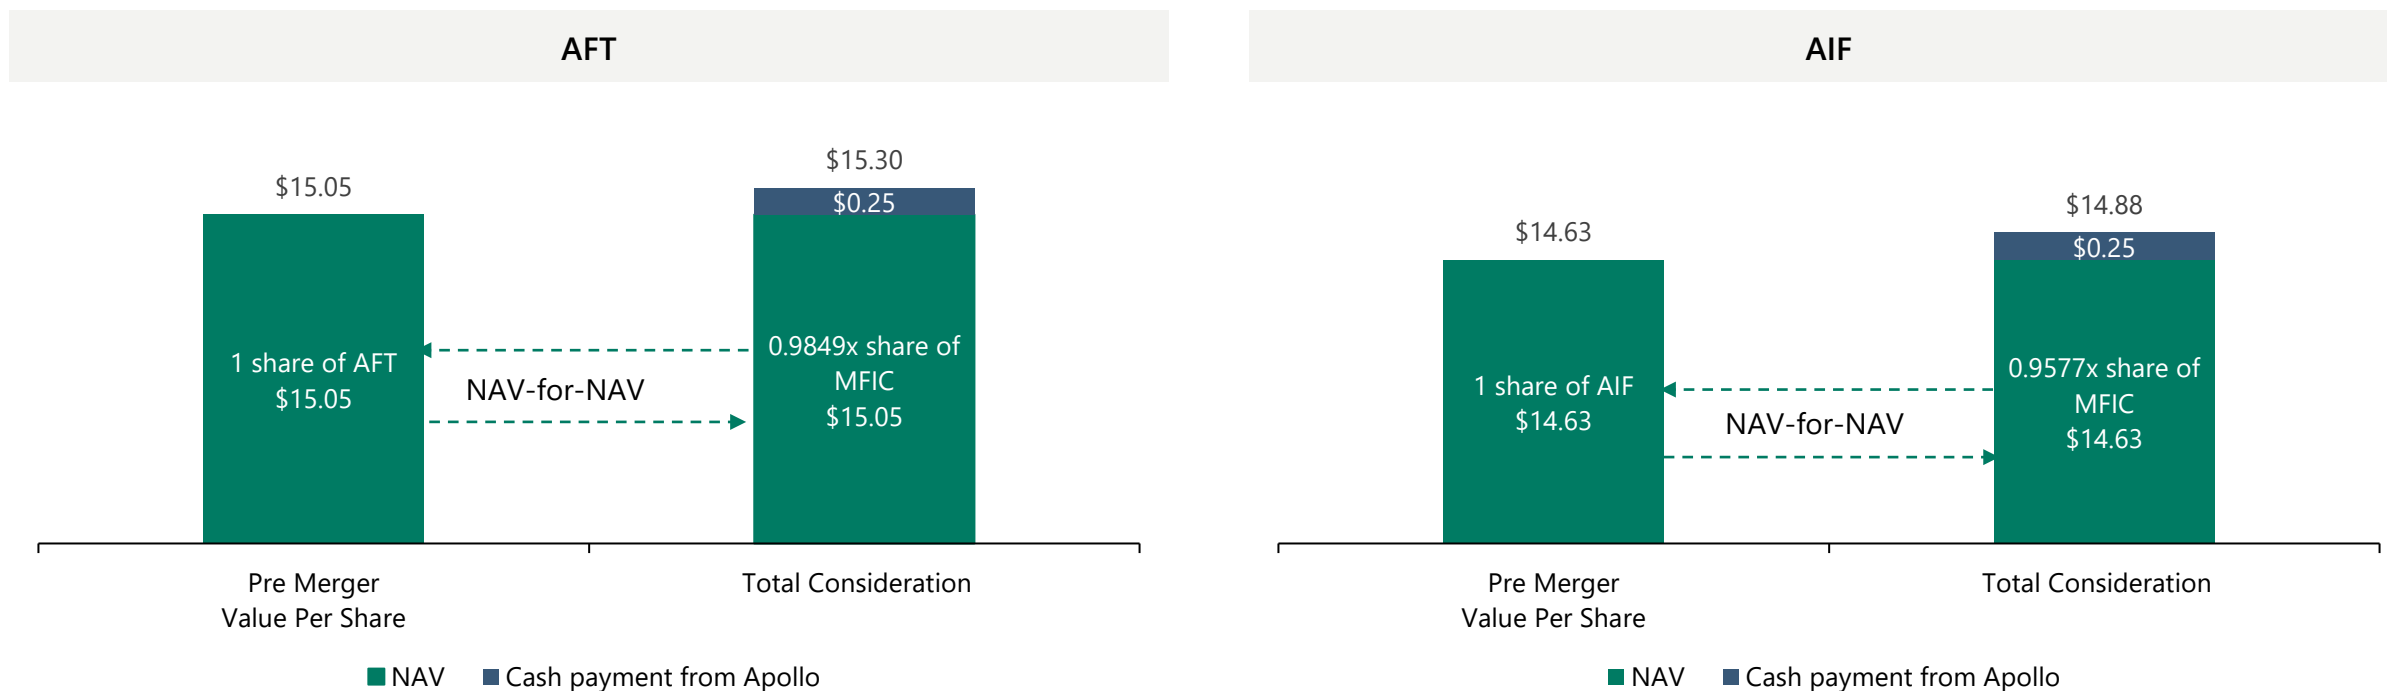 AFT
$15.05
$15.30
$0.25
1 share of AFT
$15.05
NAV-for-NAV
0.9849x share of
MFIC
$15.05
Pre Merger
Value Per Share
Total Consideration
NAV
Cash payment from Apollo
AIF
$14.63
$14.88
$0.25
1 share of AIF
$14.63
NAV-for-NAV
0.9577x share of
MFIC
$14.63
Pre Merger
Value Per Share
Total Consideration
NAV
Cash payment from Apollo